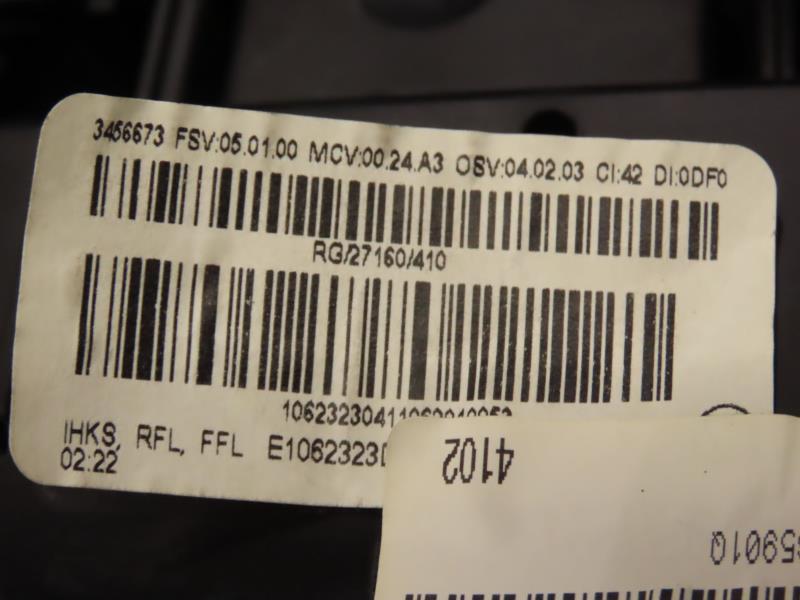 3456673 FSV:05.01.00 MCV:00.24.A3 OSV:04.02.03 CI:42 DI:0DF0
RG/27160/410
IHKS, RFL, FFL
02:22
4102